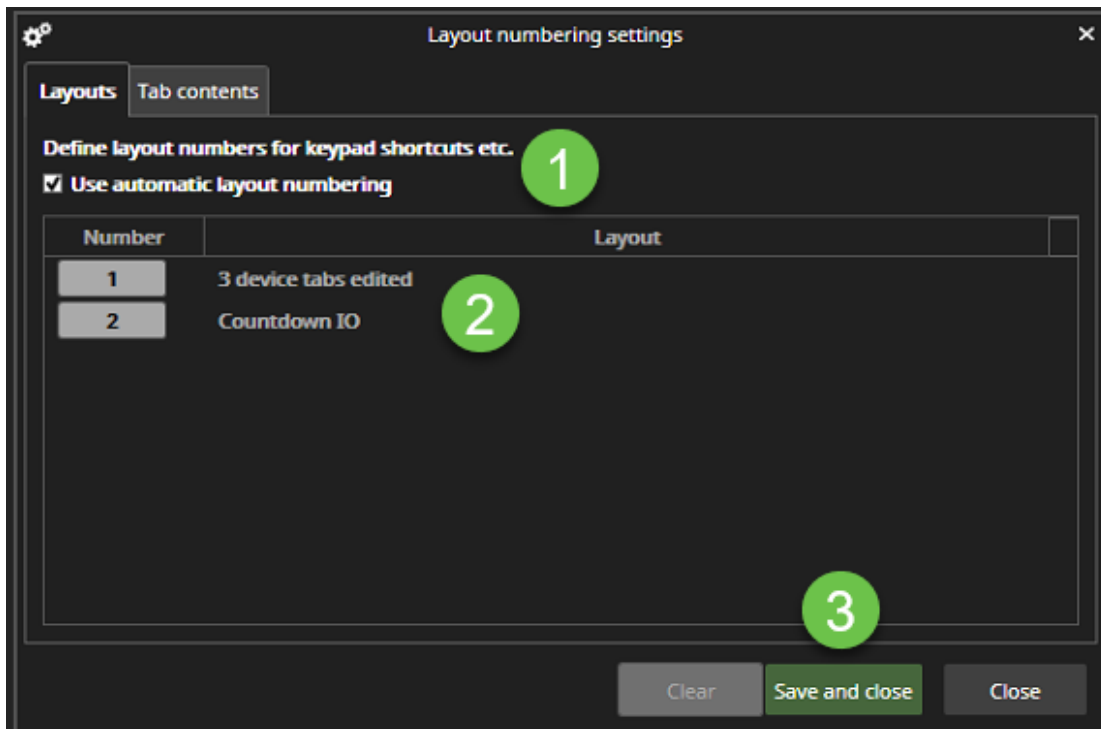 Layout numbering settings
Layouts Tab contents
Define layout numbers for keypad shortcuts etc.
1
Use automatic layout numbering
Number Layout
1 3 device tabs edited
2 Countdown IO
2
3
Clear Save and close Close